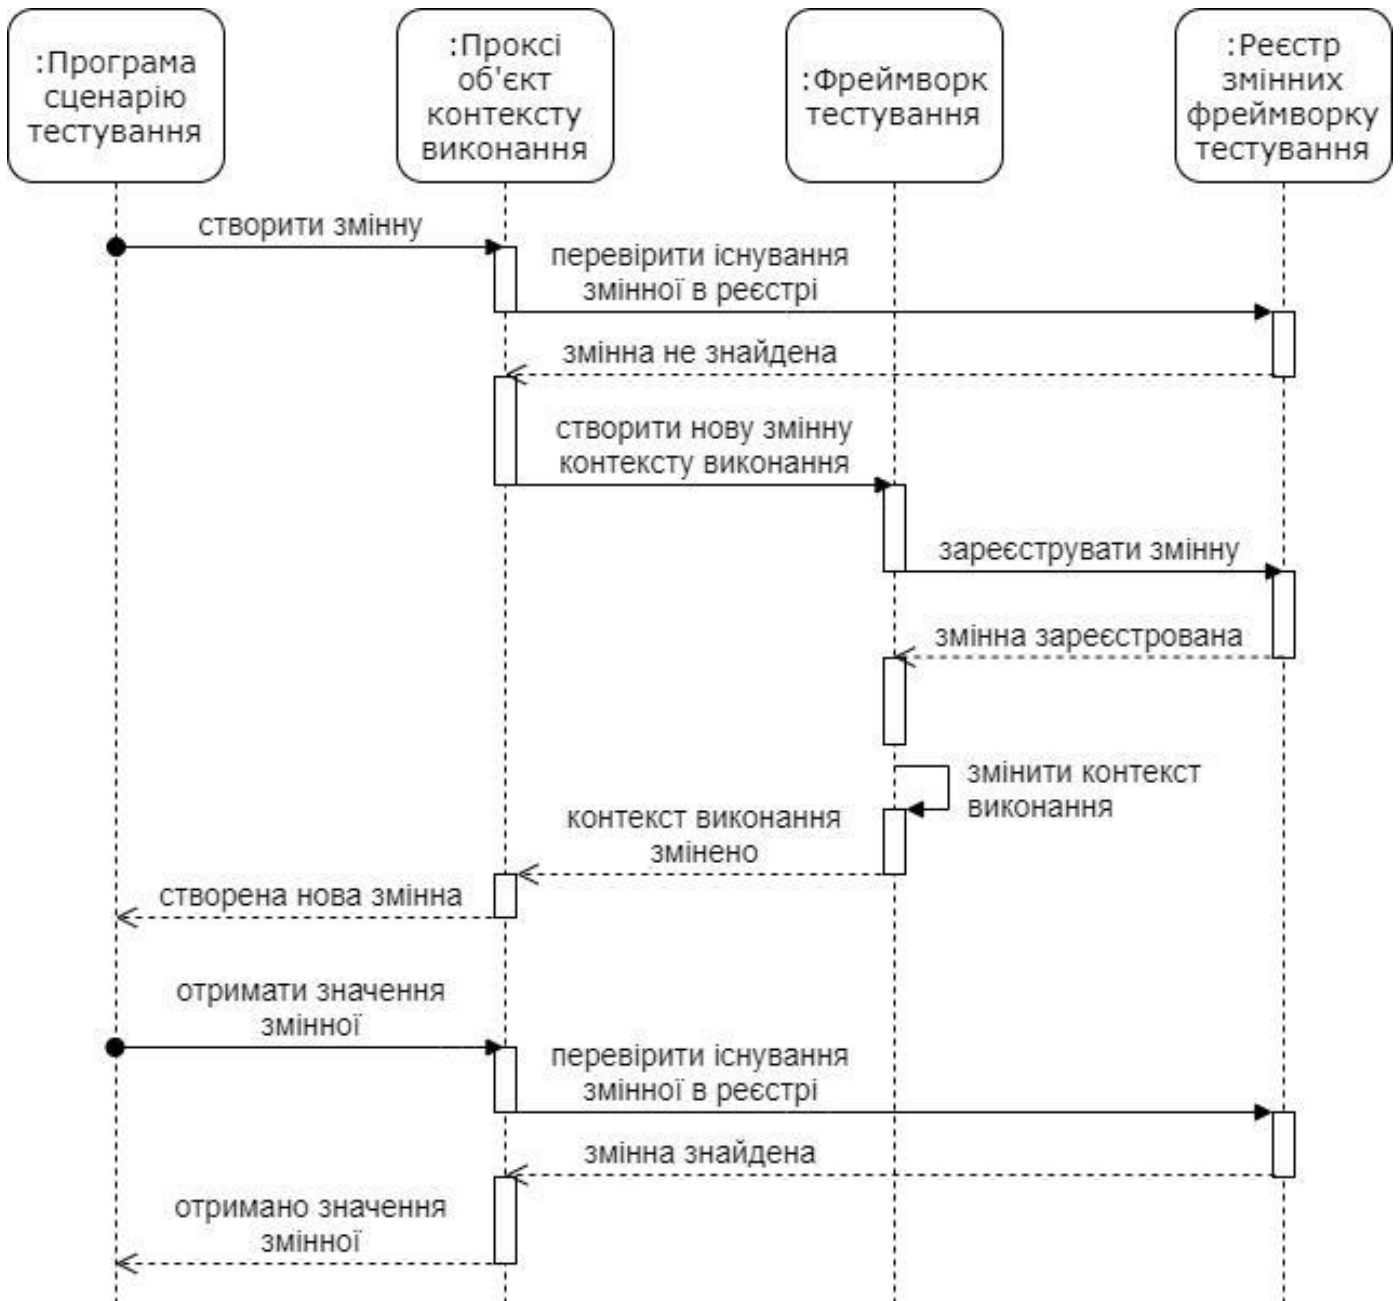 :Програма
сценарію
тестування
:Проксі
об'єкт
контексту
виконання
:Фреймворк
тестування
:Реєстр
змінних
фреймворку
тестування
створити змінну
перевірити існування
змінної в реєстрі
змінна не знайдена
створити нову змінну
контексту виконання
зареєструвати змінну
змінна зареєстрована
змінити контекст
виконання
контекст виконання
змінено
створена нова змінна
отримати значення
змінної
перевірити існування
змінної в реєстрі
змінна знайдена
отримано значення
змінної